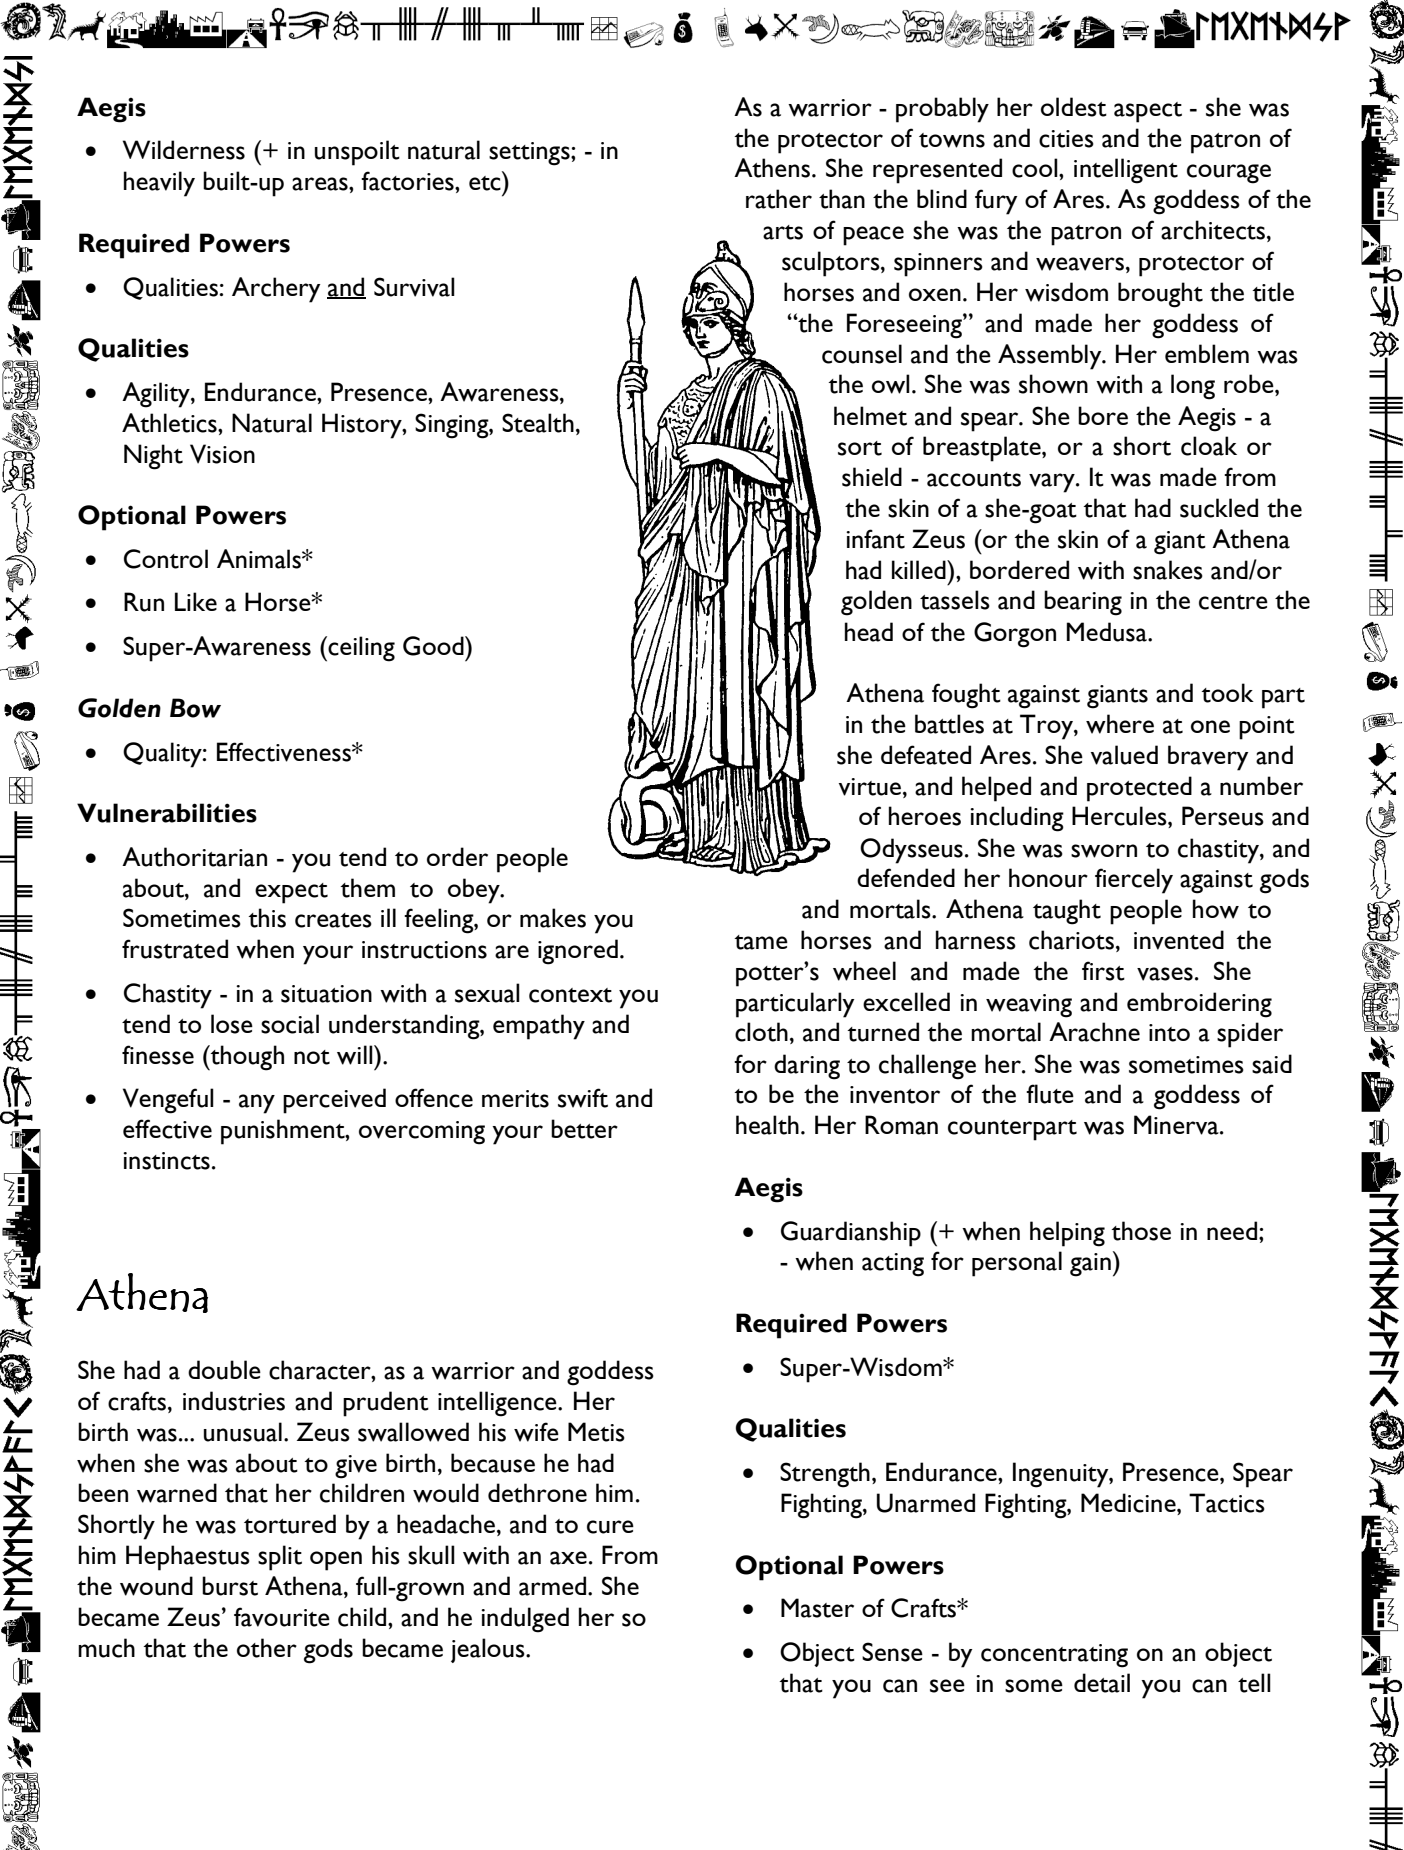 Aegis
• Wilderness (+ in unspoilt natural settings; - in
heavily built-up areas, factories, etc)
Required Powers
• Qualities: Archery and Survival
Qualities
• Agility, Endurance, Presence, Awareness,
Athletics, Natural History, Singing, Stealth,
Night Vision
Optional Powers
• Control Animals*
• Run Like a Horse*
• Super-Awareness (ceiling Good)
Golden Bow
• Quality: Effectiveness*
Vulnerabilities
• Authoritarian - you tend to order people
about, and expect them to obey.
Sometimes this creates ill feeling, or makes you
frustrated when your instructions are ignored.
• Chastity - in a situation with a sexual context you
tend to lose social understanding, empathy and
finesse (though not will).
• Vengeful - any perceived offence merits swift and
effective punishment, overcoming your better
instincts.
Athena
She had a double character, as a warrior and goddess
of crafts, industries and prudent intelligence. Her
birth was... unusual. Zeus swallowed his wife Metis
when she was about to give birth, because he had
been warned that her children would dethrone him.
Shortly he was tortured by a headache, and to cure
him Hephaestus split open his skull with an axe. From
the wound burst Athena, full-grown and armed. She
became Zeus’ favourite child, and he indulged her so
much that the other gods became jealous.
As a warrior - probably her oldest aspect - she was
the protector of towns and cities and the patron of
Athens. She represented cool, intelligent courage
rather than the blind fury of Ares. As goddess of the
arts of peace she was the patron of architects,
sculptors, spinners and weavers, protector of
horses and oxen. Her wisdom brought the title
“the Foreseeing” and made her goddess of
counsel and the Assembly. Her emblem was
the owl. She was shown with a long robe,
helmet and spear. She bore the Aegis - a
sort of breastplate, or a short cloak or
shield - accounts vary. It was made from
the skin of a she-goat that had suckled the
infant Zeus (or the skin of a giant Athena
had killed), bordered with snakes and/or
golden tassels and bearing in the centre the
head of the Gorgon Medusa.
Athena fought against giants and took part
in the battles at Troy, where at one point
she defeated Ares. She valued bravery and
virtue, and helped and protected a number
of heroes including Hercules, Perseus and
Odysseus. She was sworn to chastity, and
defended her honour fiercely against gods
and mortals. Athena taught people how to
tame horses and harness chariots, invented the
potter’s wheel and made the first vases. She
particularly excelled in weaving and embroidering
cloth, and turned the mortal Arachne into a spider
for daring to challenge her. She was sometimes said
to be the inventor of the flute and a goddess of
health. Her Roman counterpart was Minerva.
Aegis
• Guardianship (+ when helping those in need;
- when acting for personal gain)
Required Powers
• Super-Wisdom*
Qualities
• Strength, Endurance, Ingenuity, Presence, Spear
Fighting, Unarmed Fighting, Medicine, Tactics
Optional Powers
• Master of Crafts*
• Object Sense - by concentrating on an object
that you can see in some detail you can tell